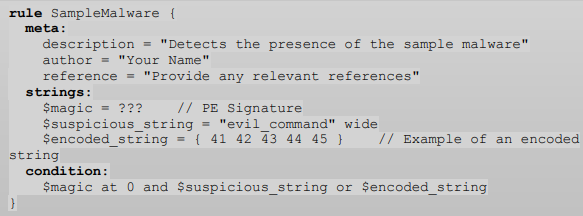 rule SampleMalware {
meta:
description = "Detects the presence of the sample malware"
author = "Your Name"
reference = "Provide any relevant references"
strings:
$magic = ??? // PE Signature
$suspicious_string = "evil_command" wide
$encoded_string = { 41 42 43 44 45 } // Example of an encoded
string
condition:
$magic at 0 and $suspicious_string or $encoded_string
}